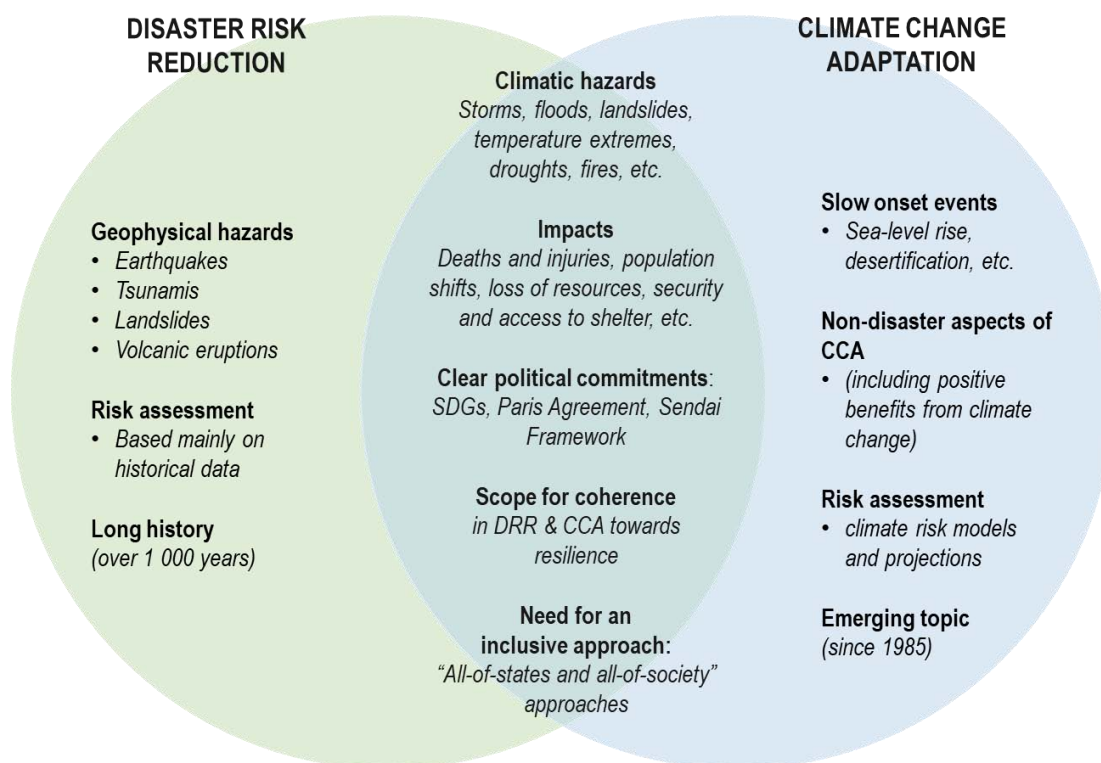 DISASTER RISK
REDUCTION
Geophysical hazards
• Earthquakes
• Tsunamis
• Landslides
• Volcanic eruptions
Risk assessment
• Based mainly on
historical data
Long history
(over 1 000 years)
Climatic hazards
Storms, floods, landslides,
temperature extremes,
droughts, fires, etc.
Impacts
Deaths and injuries, population
shifts, loss of resources, security
and access to shelter, etc.
Clear political commitments:
SDGs, Paris Agreement, Sendai
Framework
Scope for coherence
in DRR & CCA towards
resilience
Need for an
inclusive approach:
“All-of-states and all-of-society”
approaches
CLIMATE CHANGE
ADAPTATION
Slow onset events
• Sea-level rise,
desertification, etc.
Non-disaster aspects of
CCA
• (including positive
benefits from climate
change)
Risk assessment
• climate risk models
and projections
Emerging topic
(since 1985)